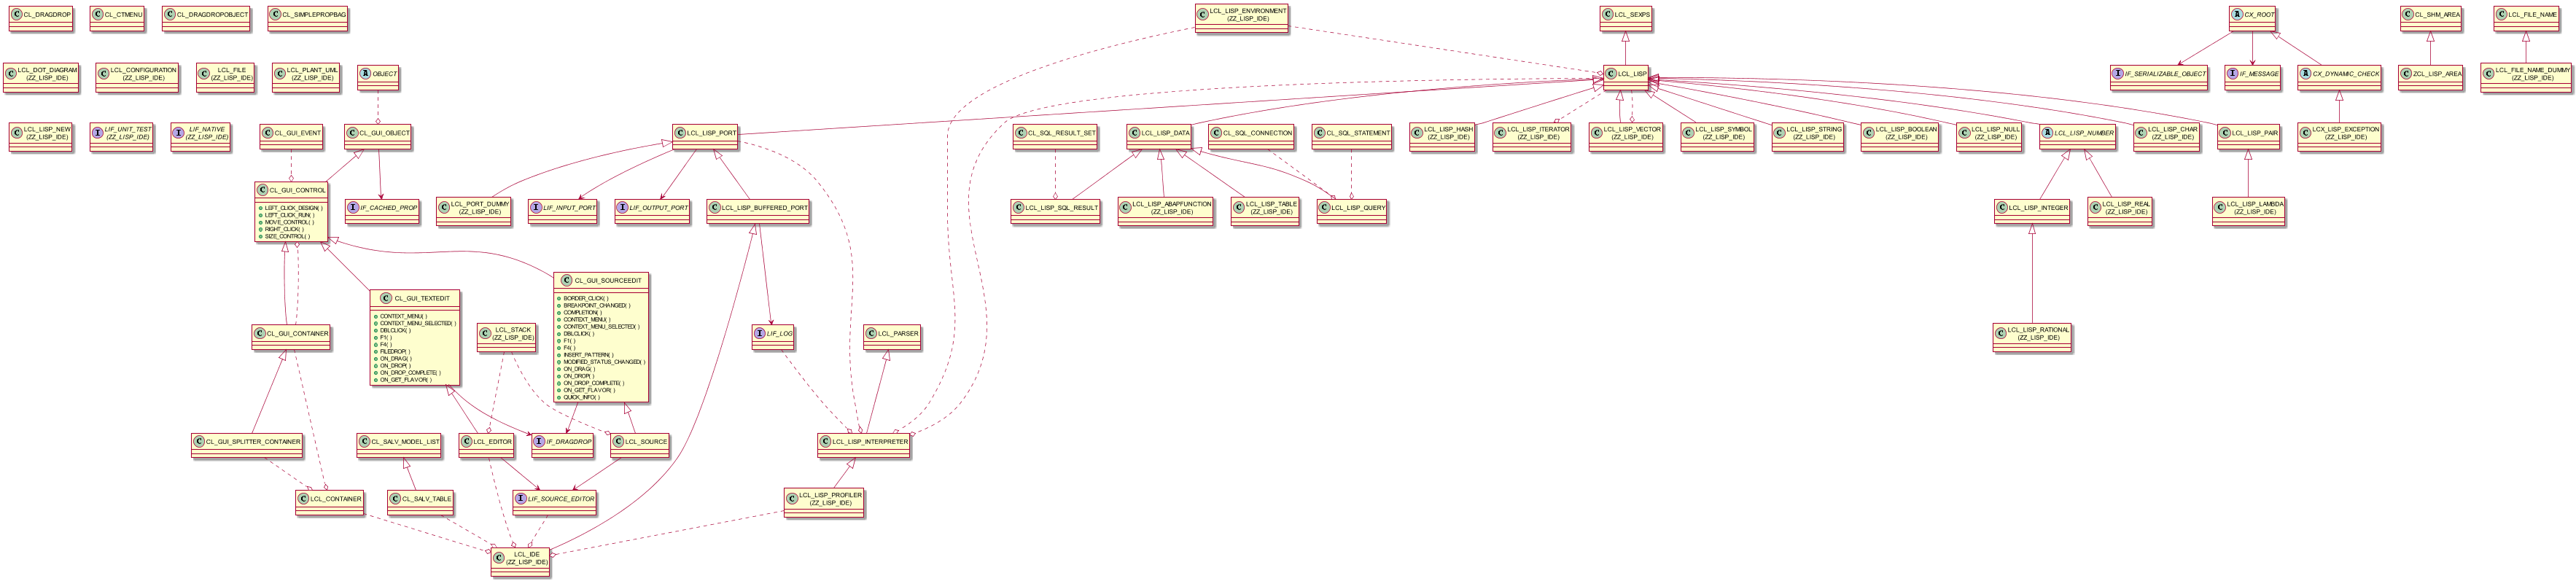 C CL_DRAGDROP
C CL_CTMENU
C CL_DRAGDROPOBJECT
C CL_SIMPLEPROPBAG
C LCL_LISP_ENVIRONMENT
(ZZ_LISP_IDE)
C LCL_SEXPS
A CX_ROOT
C CL_SHM_AREA
C LCL_FILE_NAME
C LCL_DOT_DIAGRAM
(ZZ_LISP_IDE)
C LCL_CONFIGURATION
(ZZ_LISP_IDE)
C LCL_FILE
(ZZ_LISP_IDE)
C LCL_PLANT_UML
(ZZ_LISP_IDE)
A OBJECT
C LCL_LISP
I IF_SERIALIZABLE_OBJECT
I IF_MESSAGE
A CX_DYNAMIC_CHECK
C ZCL_LISP_AREA
C LCL_FILE_NAME_DUMMY
(ZZ_LISP_IDE)
C LCL_LISP_NEW
(ZZ_LISP_IDE)
I LIF_UNIT_TEST
(ZZ_LISP_IDE)
I LIF_NATIVE
(ZZ_LISP_IDE)
C CL_GUI_EVENT
C CL_GUI_OBJECT
C LCL_LISP_PORT
C CL_SQL_RESULT_SET
C LCL_LISP_DATA
C CL_SQL_CONNECTION
C CL_SQL_STATEMENT
C LCL_LISP_HASH
(ZZ_LISP_IDE)
C LCL_LISP_ITERATOR
(ZZ_LISP_IDE)
C LCL_LISP_VECTOR
(ZZ_LISP_IDE)
C LCL_LISP_SYMBOL
(ZZ_LISP_IDE)
C LCL_LISP_STRING
(ZZ_LISP_IDE)
C LCL_LISP_BOOLEAN
(ZZ_LISP_IDE)
C LCL_LISP_NULL
(ZZ_LISP_IDE)
A LCL_LISP_NUMBER
C LCL_LISP_CHAR
(ZZ_LISP_IDE)
C LCL_LISP_PAIR
C LCX_LISP_EXCEPTION
(ZZ_LISP_IDE)
C CL_GUI_CONTROL
LEFT_CLICK_DESIGN( )
LEFT_CLICK_RUN( )
MOVE_CONTROL( )
RIGHT_CLICK( )
SIZE_CONTROL( )
I IF_CACHED_PROP
C LCL_PORT_DUMMY
(ZZ_LISP_IDE)
I LIF_INPUT_PORT
I LIF_OUTPUT_PORT
C LCL_LISP_BUFFERED_PORT
C LCL_LISP_SQL_RESULT
C LCL_LISP_ABAPFUNCTION
(ZZ_LISP_IDE)
C LCL_LISP_TABLE
(ZZ_LISP_IDE)
C LCL_LISP_QUERY
C LCL_LISP_INTEGER
C LCL_LISP_REAL
(ZZ_LISP_IDE)
C LCL_LISP_LAMBDA
(ZZ_LISP_IDE)
C CL_GUI_CONTAINER
C CL_GUI_TEXTEDIT
CONTEXT_MENU( )
CONTEXT_MENU_SELECTED( )
DBLCLICK( )
F1( )
F4( )
FILEDROP( )
ON_DRAG( )
ON_DROP( )
ON_DROP_COMPLETE( )
ON_GET_FLAVOR( )
C LCL_STACK
(ZZ_LISP_IDE)
C CL_GUI_SOURCEEDIT
BORDER_CLICK( )
BREAKPOINT_CHANGED( )
COMPLETION( )
CONTEXT_MENU( )
CONTEXT_MENU_SELECTED( )
DBLCLICK( )
F1( )
F4( )
INSERT_PATTERN( )
MODIFIED_STATUS_CHANGED( )
ON_DRAG( )
ON_DROP( )
ON_DROP_COMPLETE( )
ON_GET_FLAVOR( )
QUICK_INFO( )
I LIF_LOG
C LCL_PARSER
C LCL_LISP_RATIONAL
(ZZ_LISP_IDE)
C CL_GUI_SPLITTER_CONTAINER
C CL_SALV_MODEL_LIST
C LCL_EDITOR
I IF_DRAGDROP
C LCL_SOURCE
C LCL_LISP_INTERPRETER
C LCL_CONTAINER
C CL_SALV_TABLE
I LIF_SOURCE_EDITOR
C LCL_LISP_PROFILER
(ZZ_LISP_IDE)
C LCL_IDE
(ZZ_LISP_IDE)